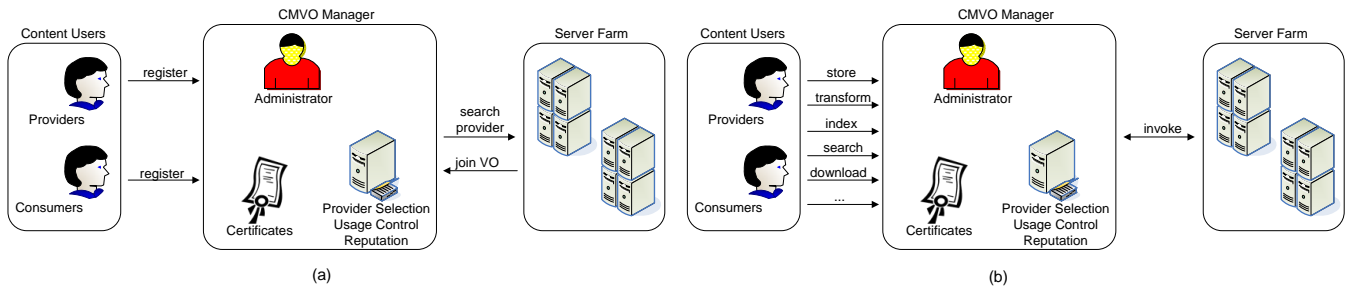 CMVO Manager
Content Users
Server Farm
register
Administrator
Providers
search
provider
join VO
register
Consumers
Certificates
Provider Selection
Usage Control
Reputation
(a)
CMVO Manager
Content Users
Server Farm
store
transform
Administrator
Providers
index
invoke
search
download
Consumers
...
Certificates
Provider Selection
Usage Control
Reputation
(b)